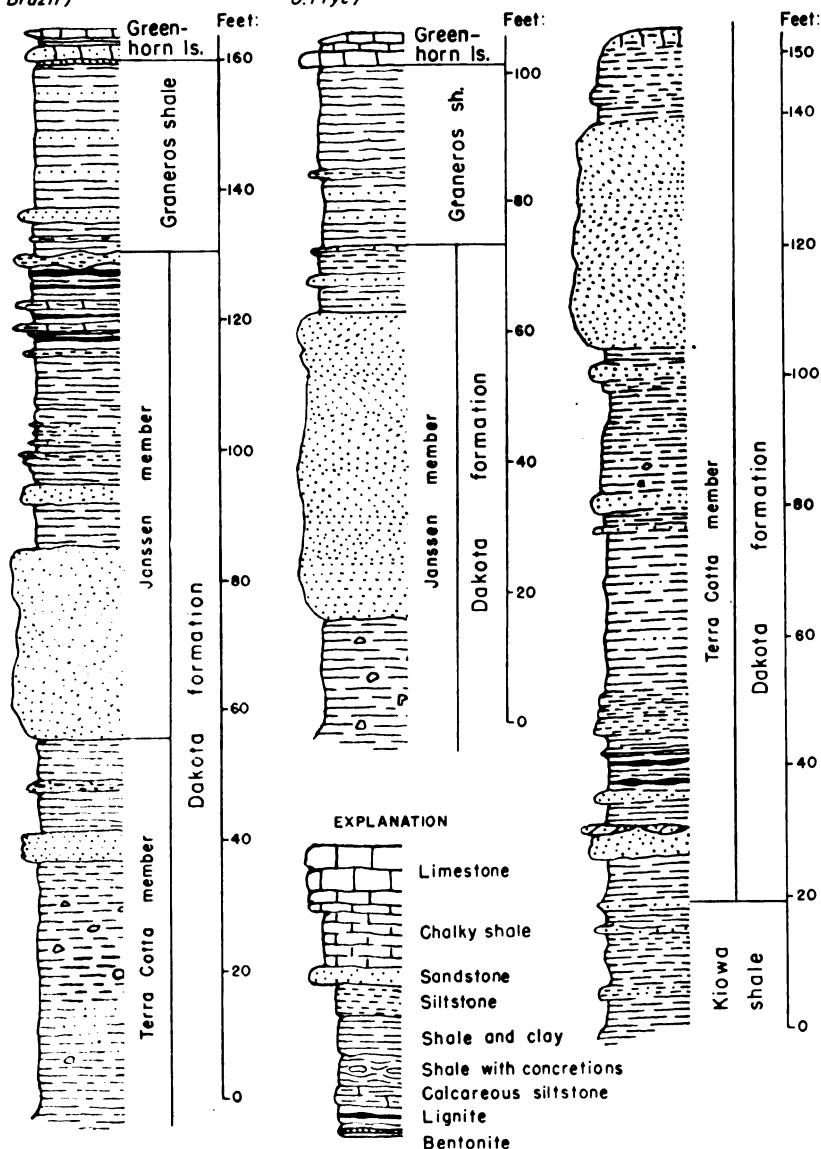 Feet:
Green-
horn ls.
160
Graneros shale
140
120
100
80
60
40
20
0
Janssen member
Terra Cotta member
Dakota formation
Feet:
Green-
horn ls.
100
Graneros sh.
80
60
40
20
0
Janssen member
Dakota formation
Feet:
150
140
120
100
80
60
40
20
0
Terra Cotta member
Dakota formation
Kiowa
shale
EXPLANATION
Limestone
Chalky shale
Sandstone
Siltstone
Shale and clay
Shale with concretions
Calcareous siltstone
Lignite
Bentonite